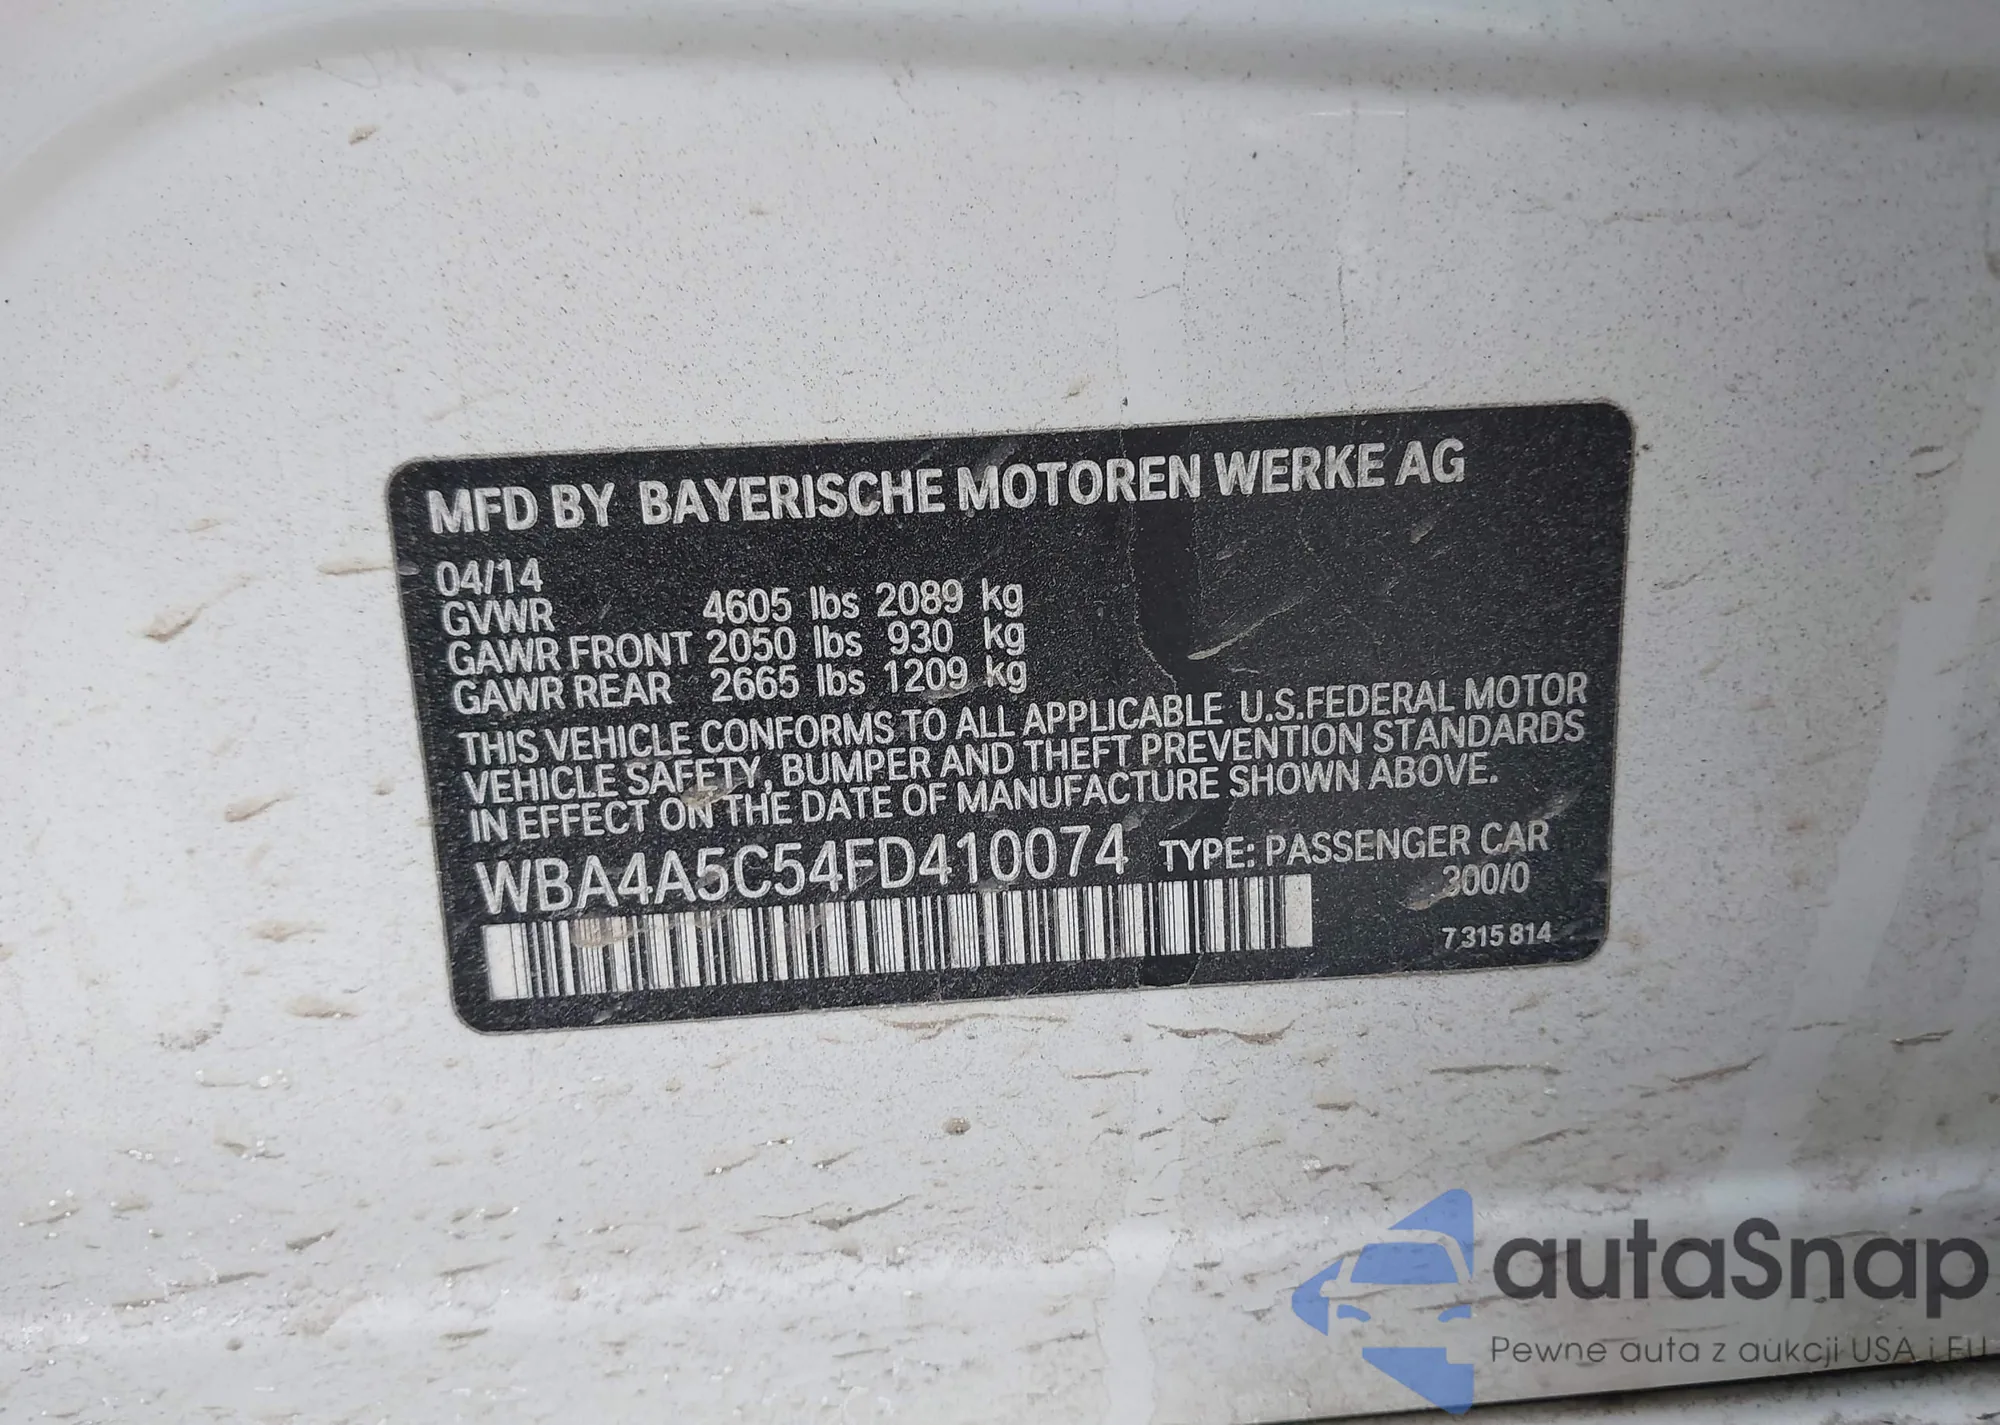 MFD BY BAYERISCHE MOTOREN WERKE AG
04/14
GVWR 4605 lbs 2089 kg
GAWR FRONT 2050 lbs 930 kg
GAWR REAR 2665 lbs 1209 kg
THIS VEHICLE CONFORMS TO ALL APPLICABLE U.S.FEDERAL MOTOR
VEHICLE SAFETY, BUMPER AND THEFT PREVENTION STANDARDS
IN EFFECT ON THE DATE OF MANUFACTURE SHOWN ABOVE.
WBA4A5C54FD410074 TYPE: PASSENGER CAR
300/0
7 315 814
autaSnap
Pewne auta z aukcji USA i EU